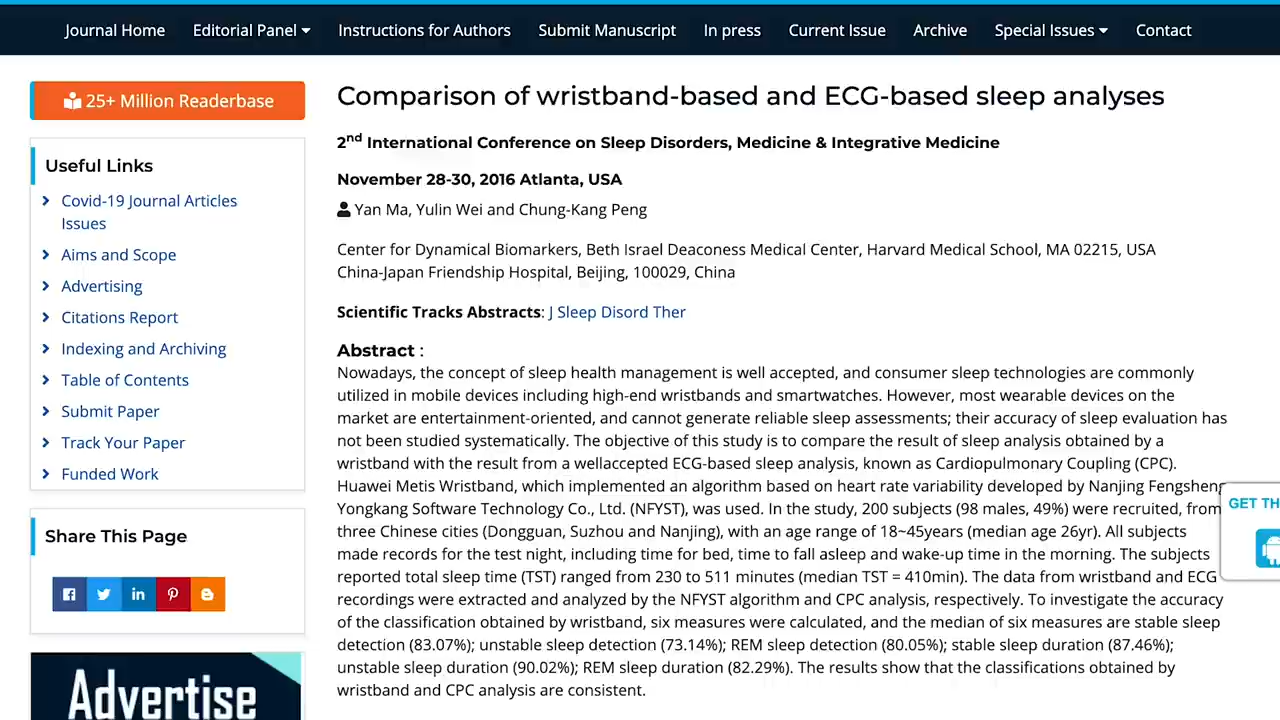 Journal Home Editorial Panel Instructions for Authors Submit Manuscript In press Current Issue Archive Special Issues Contact
25+ Million Readerbase
Useful Links
Covid-19 Journal Articles
Issues
Aims and Scope
Advertising
Citations Report
Indexing and Archiving
Table of Contents
Submit Paper
Track Your Paper
Funded Work
Share This Page
Advertise
Comparison of wristband-based and ECG-based sleep analyses
2nd International Conference on Sleep Disorders, Medicine & Integrative Medicine
November 28-30, 2016 Atlanta, USA
Yan Ma, Yulin Wei and Chung-Kang Peng
Center for Dynamical Biomarkers, Beth Israel Deaconess Medical Center, Harvard Medical School, MA 02215, USA
China-Japan Friendship Hospital, Beijing, 100029, China
Scientific Tracks Abstracts: J Sleep Disord Ther
Abstract :
Nowadays, the concept of sleep health management is well accepted, and consumer sleep technologies are commonly
utilized in mobile devices including high-end wristbands and smartwatches. However, most wearable devices on the
market are entertainment-oriented, and cannot generate reliable sleep assessments; their accuracy of sleep evaluation has
not been studied systematically. The objective of this study is to compare the result of sleep analysis obtained by a
wristband with the result from a wellaccepted ECG-based sleep analysis, known as Cardiopulmonary Coupling (CPC).
Huawei Metis Wristband, which implemented an algorithm based on heart rate variability developed by Nanjing Fengsheng
Yongkang Software Technology Co., Ltd. (NFYST), was used. In the study, 200 subjects (98 males, 49%) were recruited, from
three Chinese cities (Dongguan, Suzhou and Nanjing), with an age range of 18~45years (median age 26yr). All subjects
made records for the test night, including time for bed, time to fall asleep and wake-up time in the morning. The subjects
reported total sleep time (TST) ranged from 230 to 511 minutes (median TST = 410min). The data from wristband and ECG
recordings were extracted and analyzed by the NFYST algorithm and CPC analysis, respectively. To investigate the accuracy
of the classification obtained by wristband, six measures were calculated, and the median of six measures are stable sleep
detection (83.07%); unstable sleep detection (73.14%); REM sleep detection (80.05%); stable sleep duration (87.46%);
unstable sleep duration (90.02%); REM sleep duration (82.29%). The results show that the classifications obtained by
wristband and CPC analysis are consistent.
GET TH